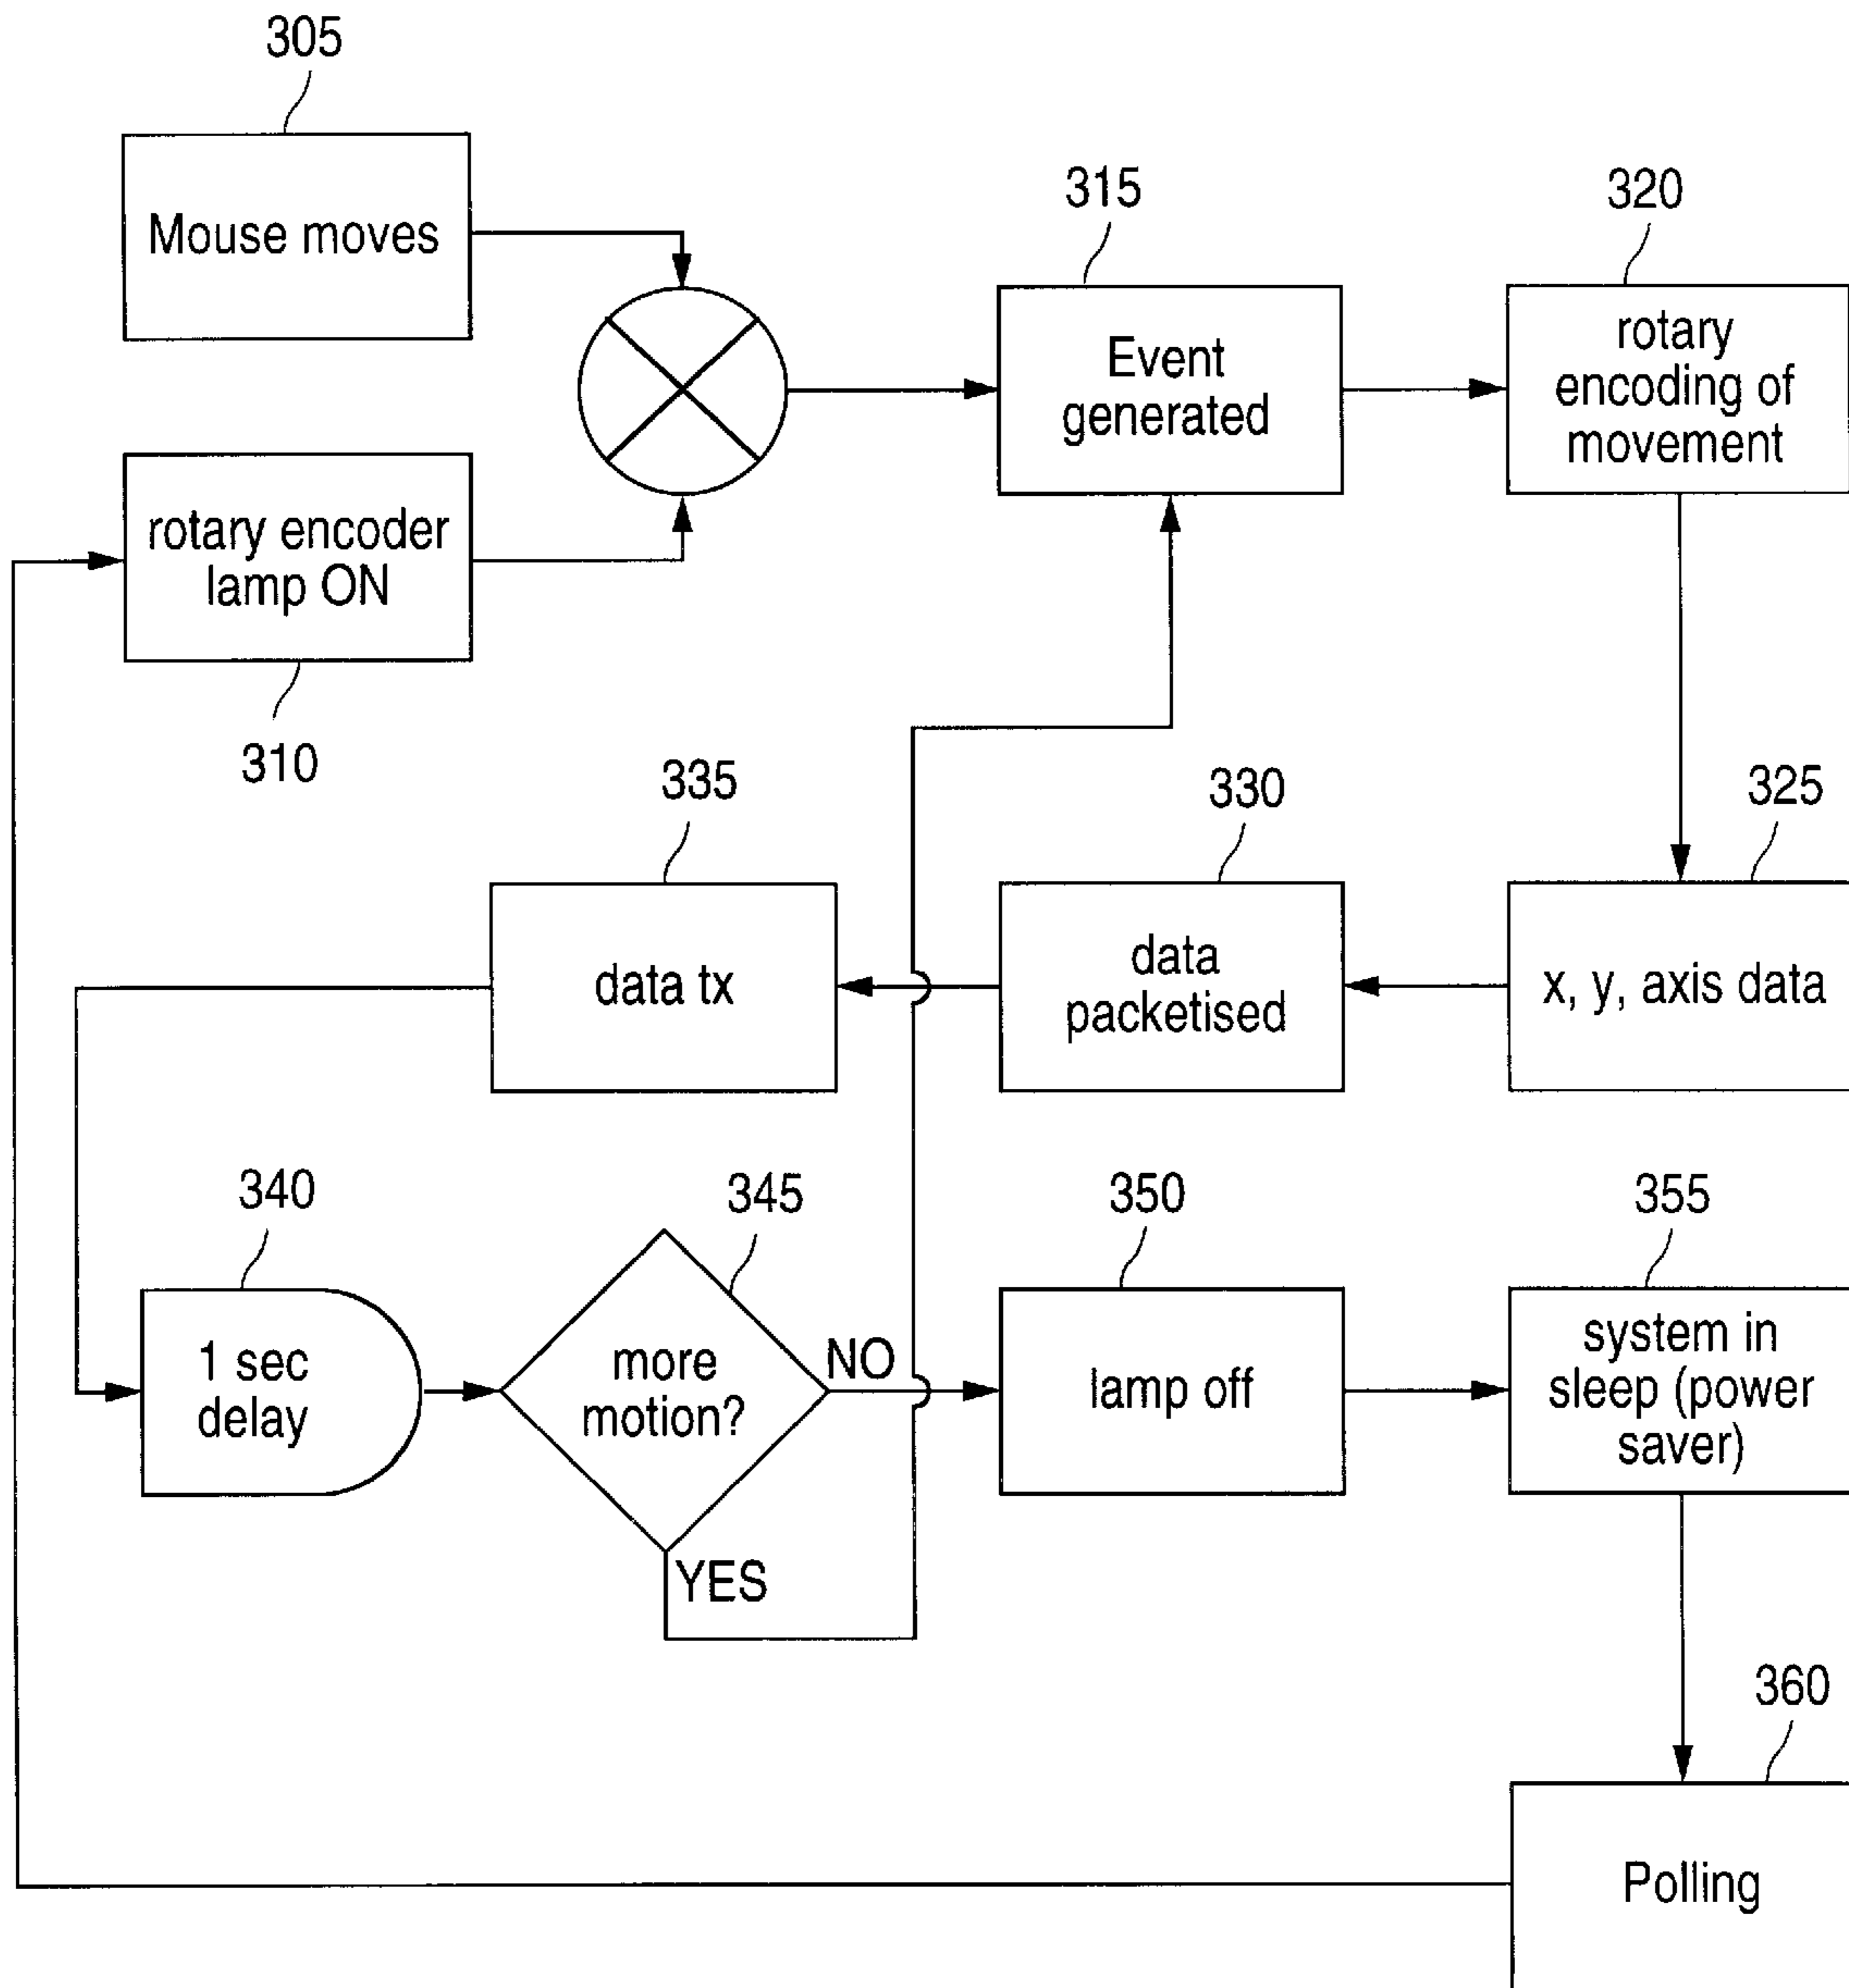 305
Mouse moves
315
Event
generated
320
rotary
encoding of
movement
rotary encoder
lamp ON
310
335
data tx
330
data
packetised
325
x, y, axis data
340
1 sec
delay
345
more
motion?
NO
YES
350
lamp off
355
system in
sleep (power
saver)
360
Polling